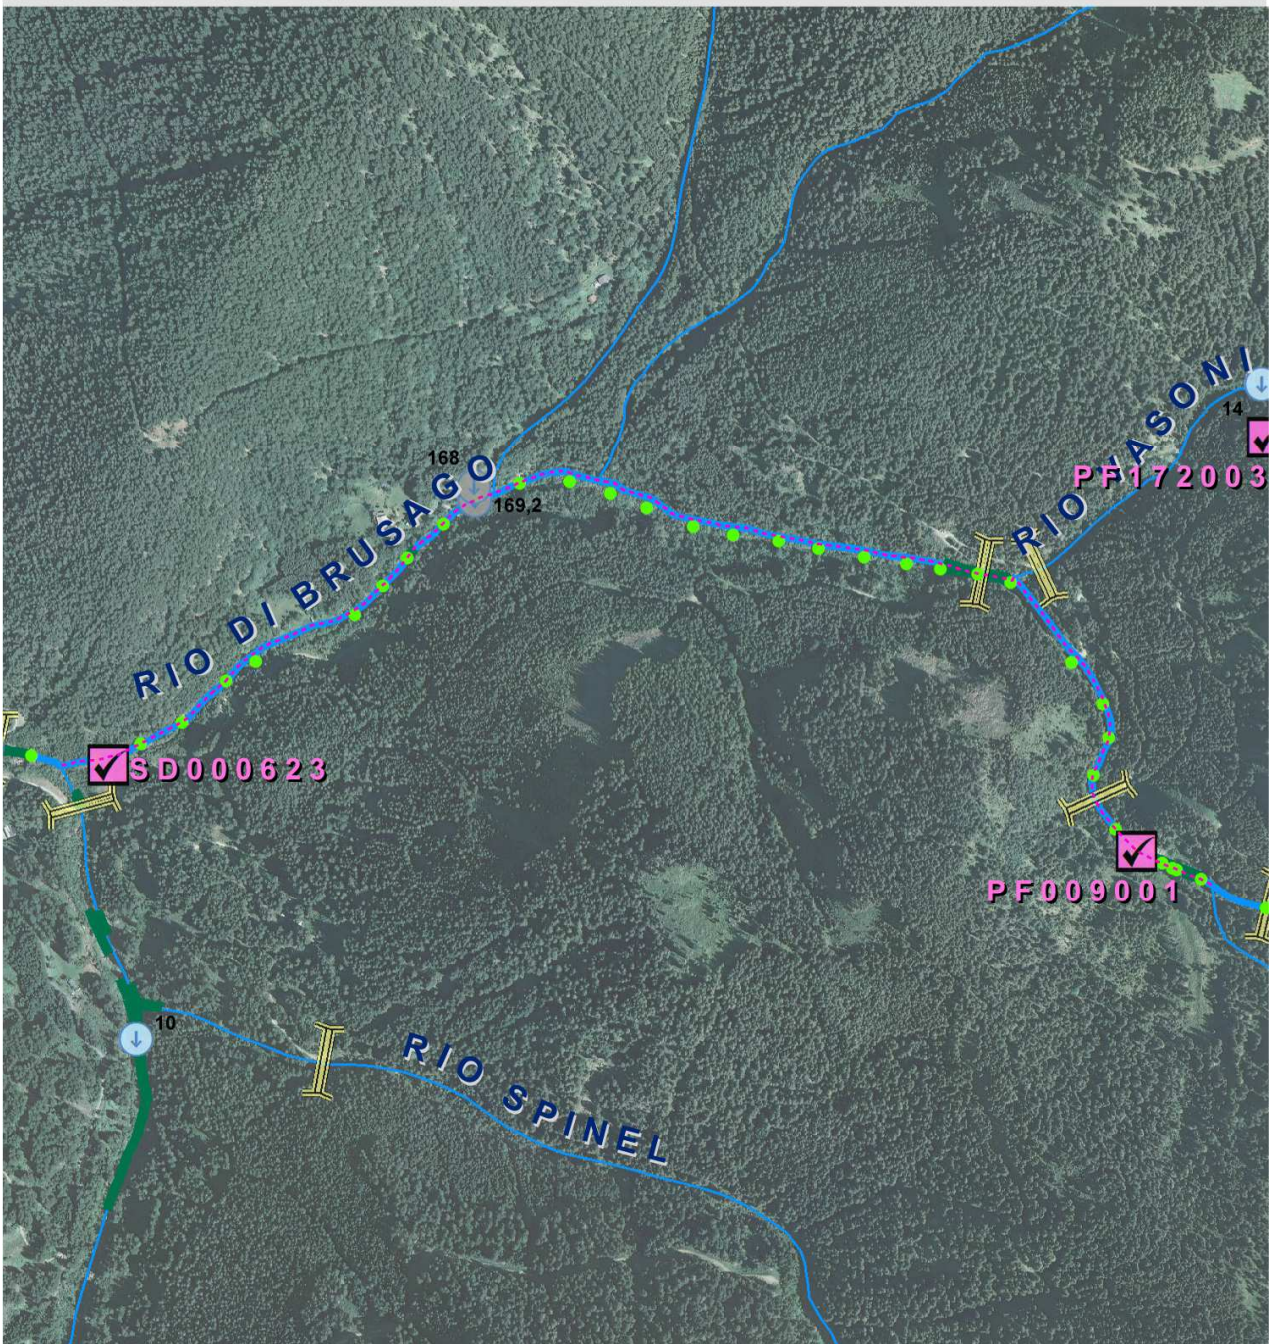 RIO VASONI
14
PF172003
168
169,2
RIO DI BRUSAGO
SD000623
PF009001
10
RIO SPINEL